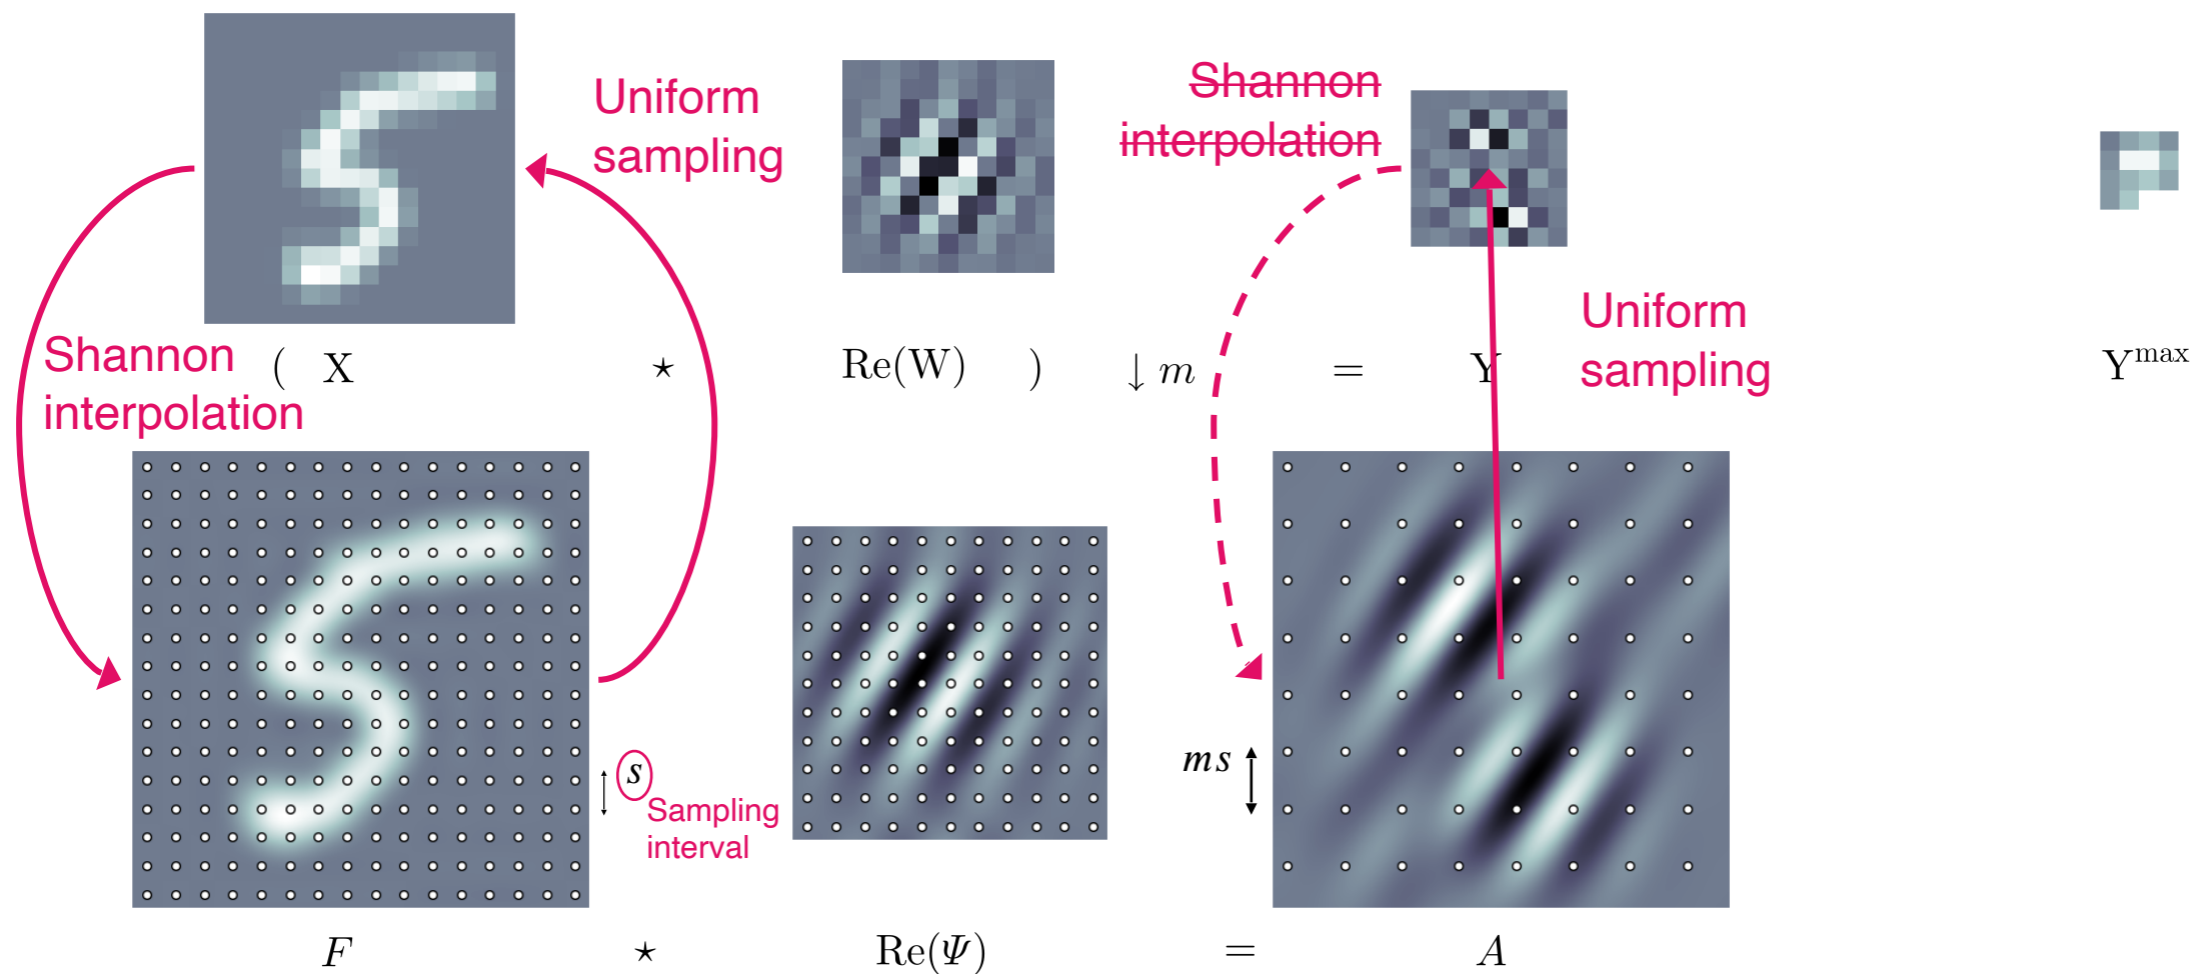 Uniform
sampling
Shannon
interpolation
Shannon
interpolation
( X ⋆ Re(W) ) ↓ m = Y
Uniform
sampling
Y^max
s
Sampling
interval
ms
F ⋆ Re(Ψ) = A